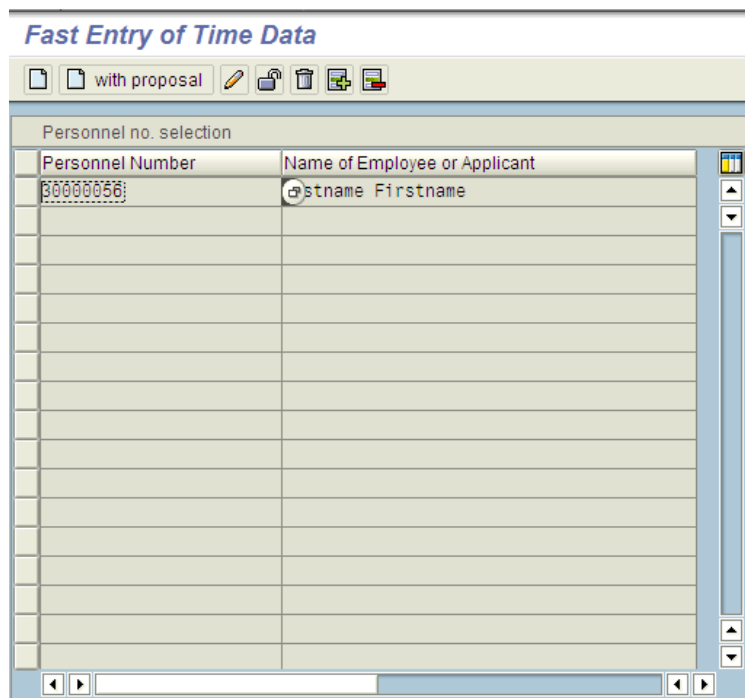 Fast Entry of Time Data
with proposal
Personnel no. selection
Personnel Number Name of Employee or Applicant
30000056 stname Firstname